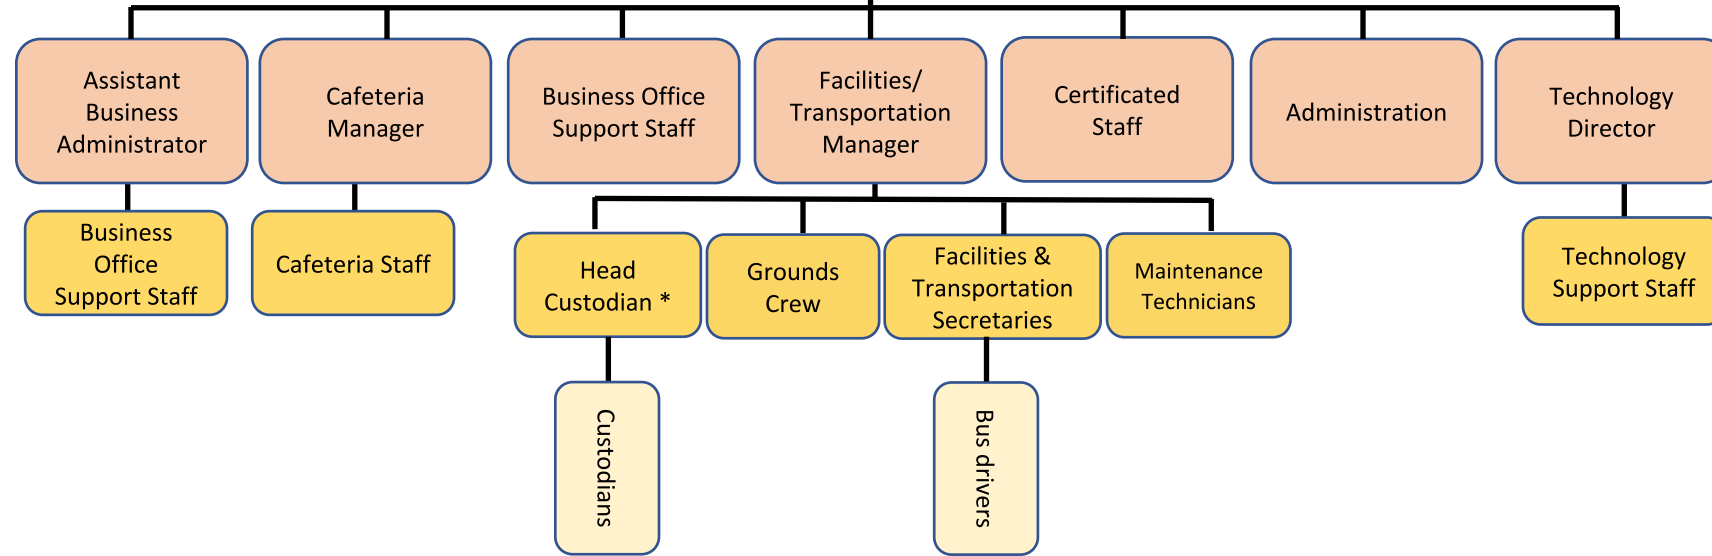 Assistant
Business
Administrator
Cafeteria
Manager
Business Office
Support Staff
Facilities/
Transportation
Manager
Certificated
Staff
Administration
Technology
Director
Business
Office
Support Staff
Cafeteria Staff
Head
Custodian *
Grounds
Crew
Facilities &
Transportation
Secretaries
Maintenance
Technicians
Technology
Support Staff
Custodians
Bus drivers